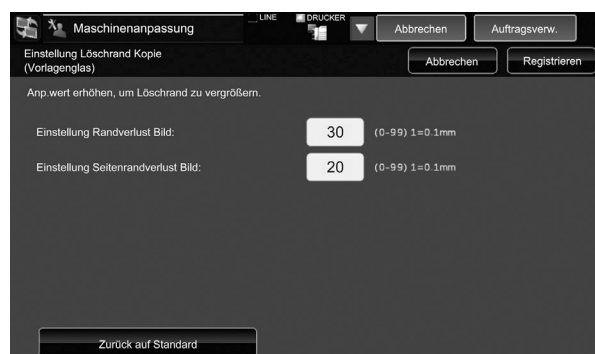 Maschinenanpassung
LINE
DRUCKER
Abbrechen
Auftragsverw.
Einstellung Löschrand Kopie
(Vorlagenglas)
Abbrechen
Registrieren
Anp.wert erhöhen, um Löschrand zu vergrößern.
Einstellung Randverlust Bild: 30 (0-99) 1=0.1mm
Einstellung Seitenrandverlust Bild: 20 (0-99) 1=0.1mm
Zurück auf Standard